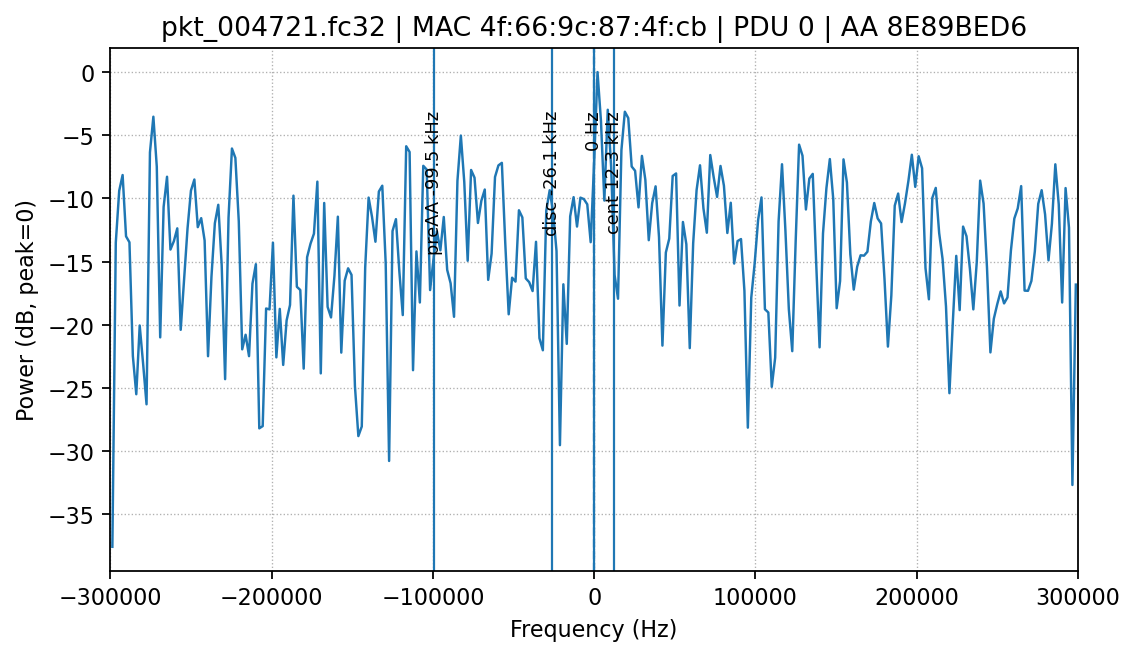 pkt_004721.fc32 | MAC 4f:66:9c:87:4f:cb | PDU 0 | AA 8E89BED6
Power (dB, peak=0)
0
−5
−10
−15
−20
−25
−30
−35
preAA -99.5 kHz
disc -26.1 kHz
0 Hz
cent 12.3 kHz
−300000
−200000
−100000
0
100000
200000
300000
Frequency (Hz)